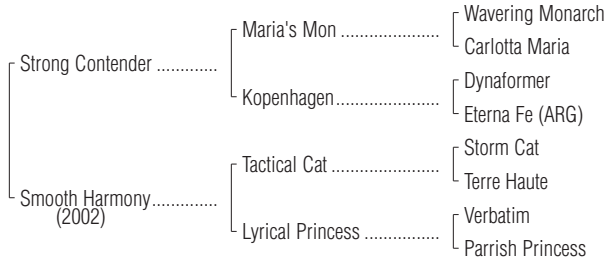 Wavering Monarch
Maria's Mon ....................
Carlotta Maria
Strong Contender ............
Dynaformer
Kopenhagen.....................
Eterna Fe (ARG)
Storm Cat
Tactical Cat ......................
Terre Haute
Smooth Harmony.............
(2002)
Verbatim
Lyrical Princess ...............
Parrish Princess